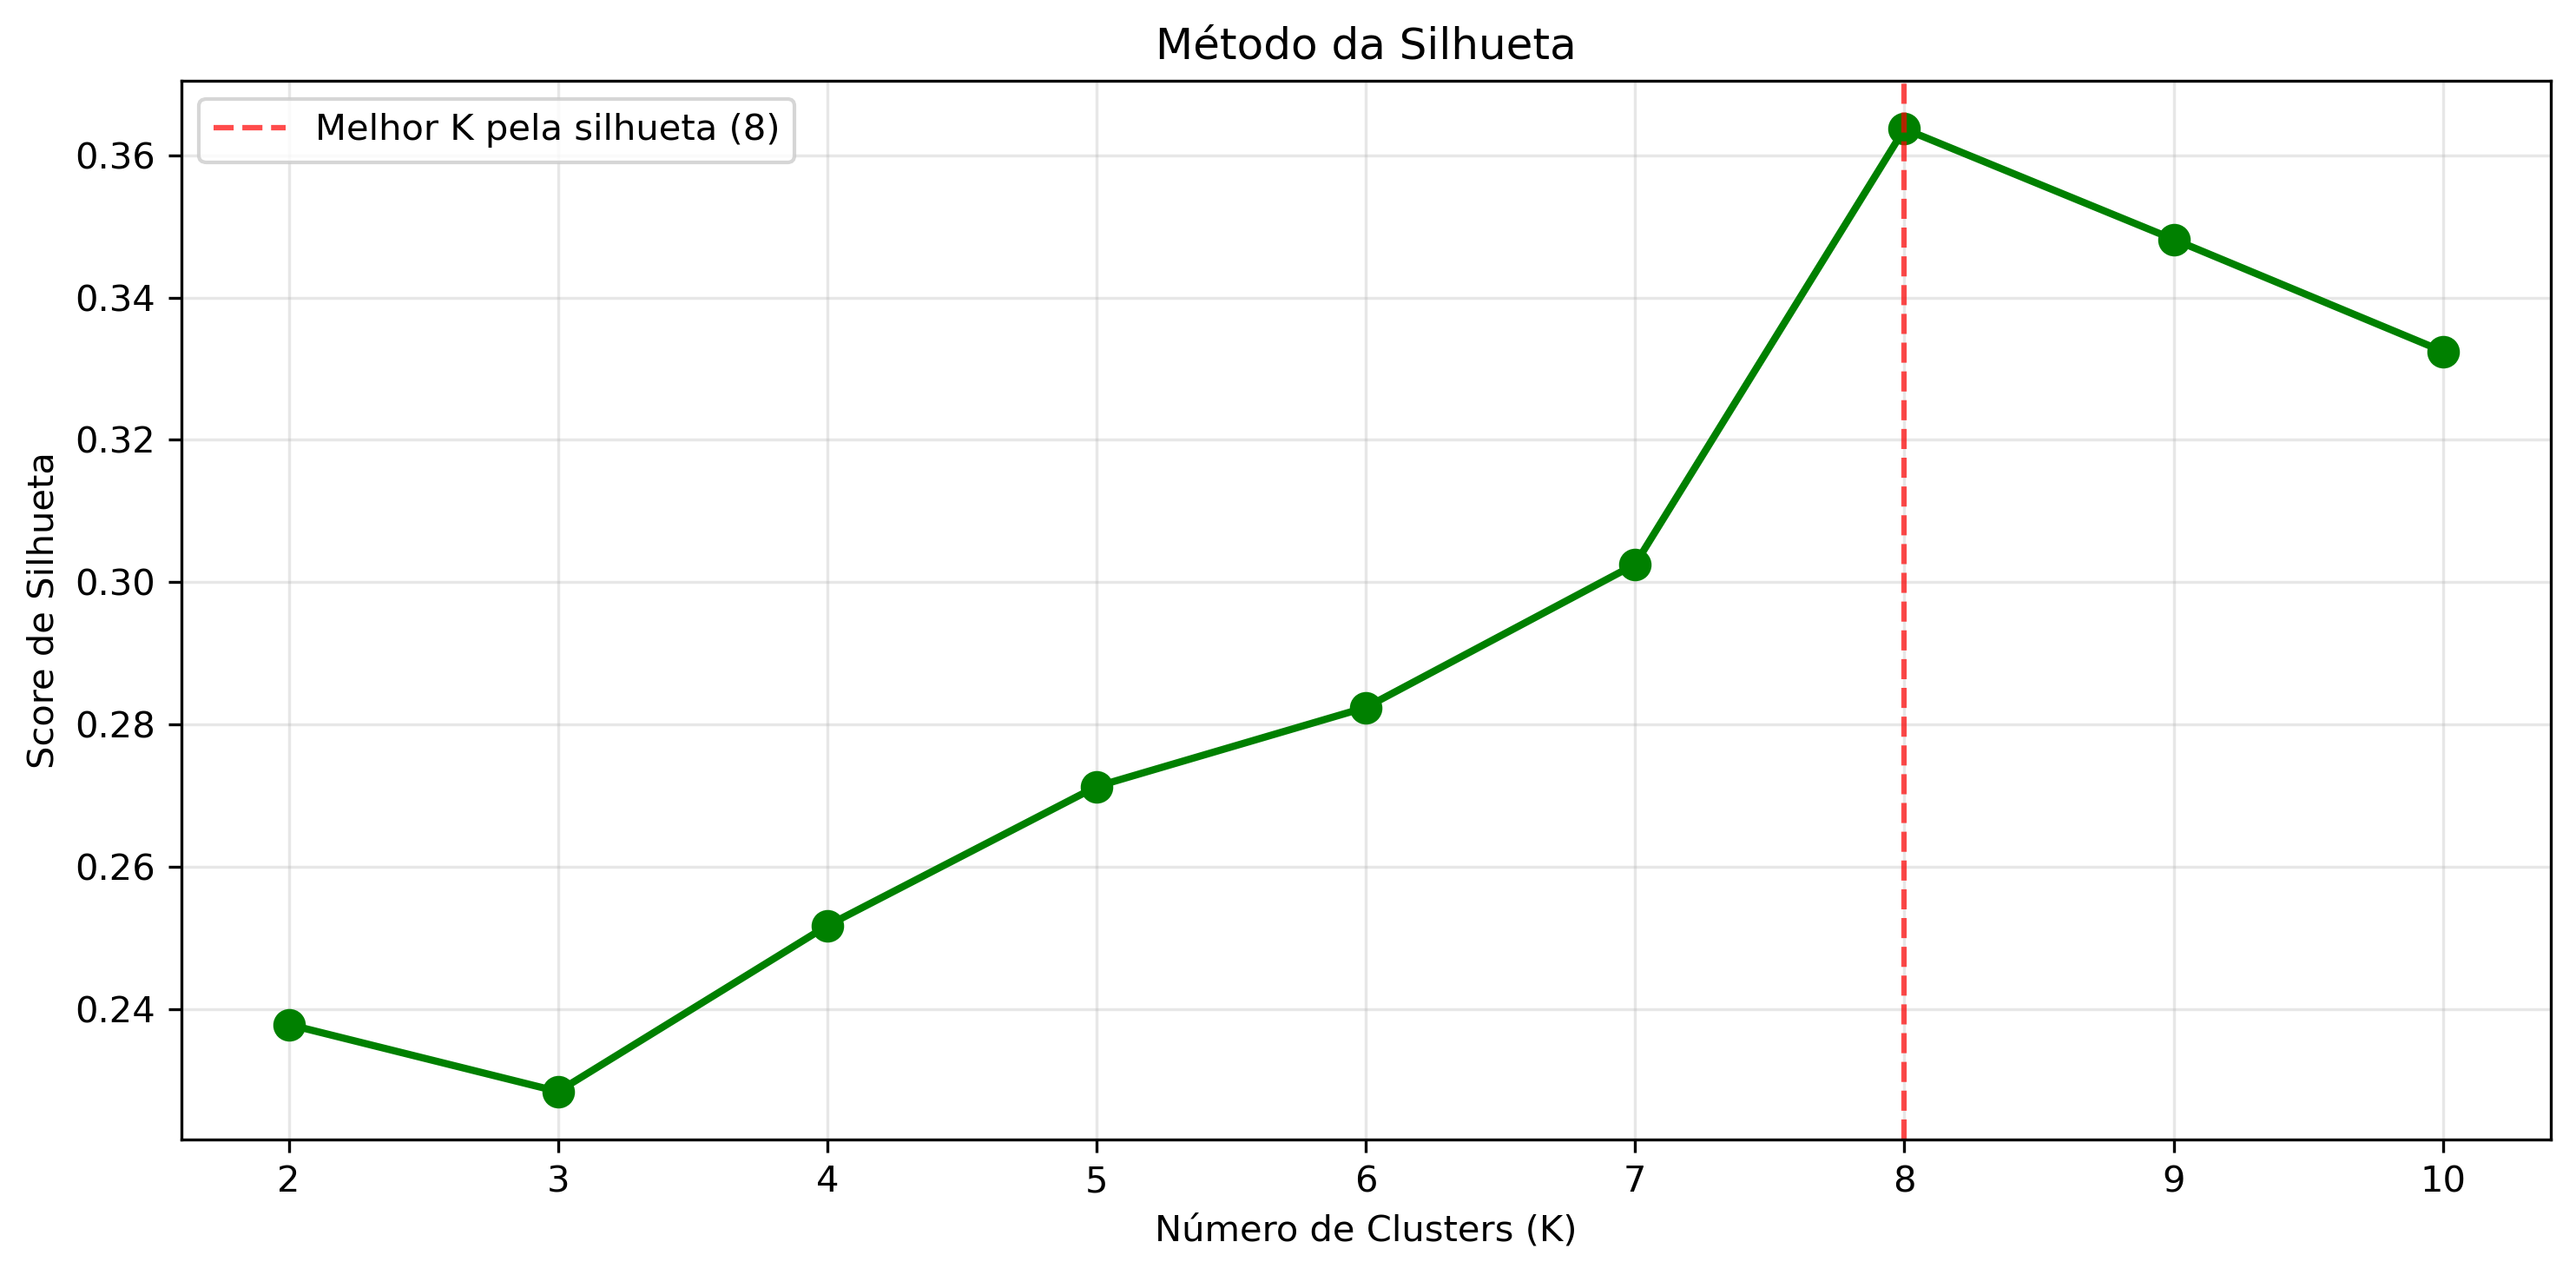 Método da Silhueta
Melhor K pela silhueta (8)
Score de Silhueta
0.36
0.34
0.32
0.30
0.28
0.26
0.24
2 3 4 5 6 7 8 9 10
Número de Clusters (K)